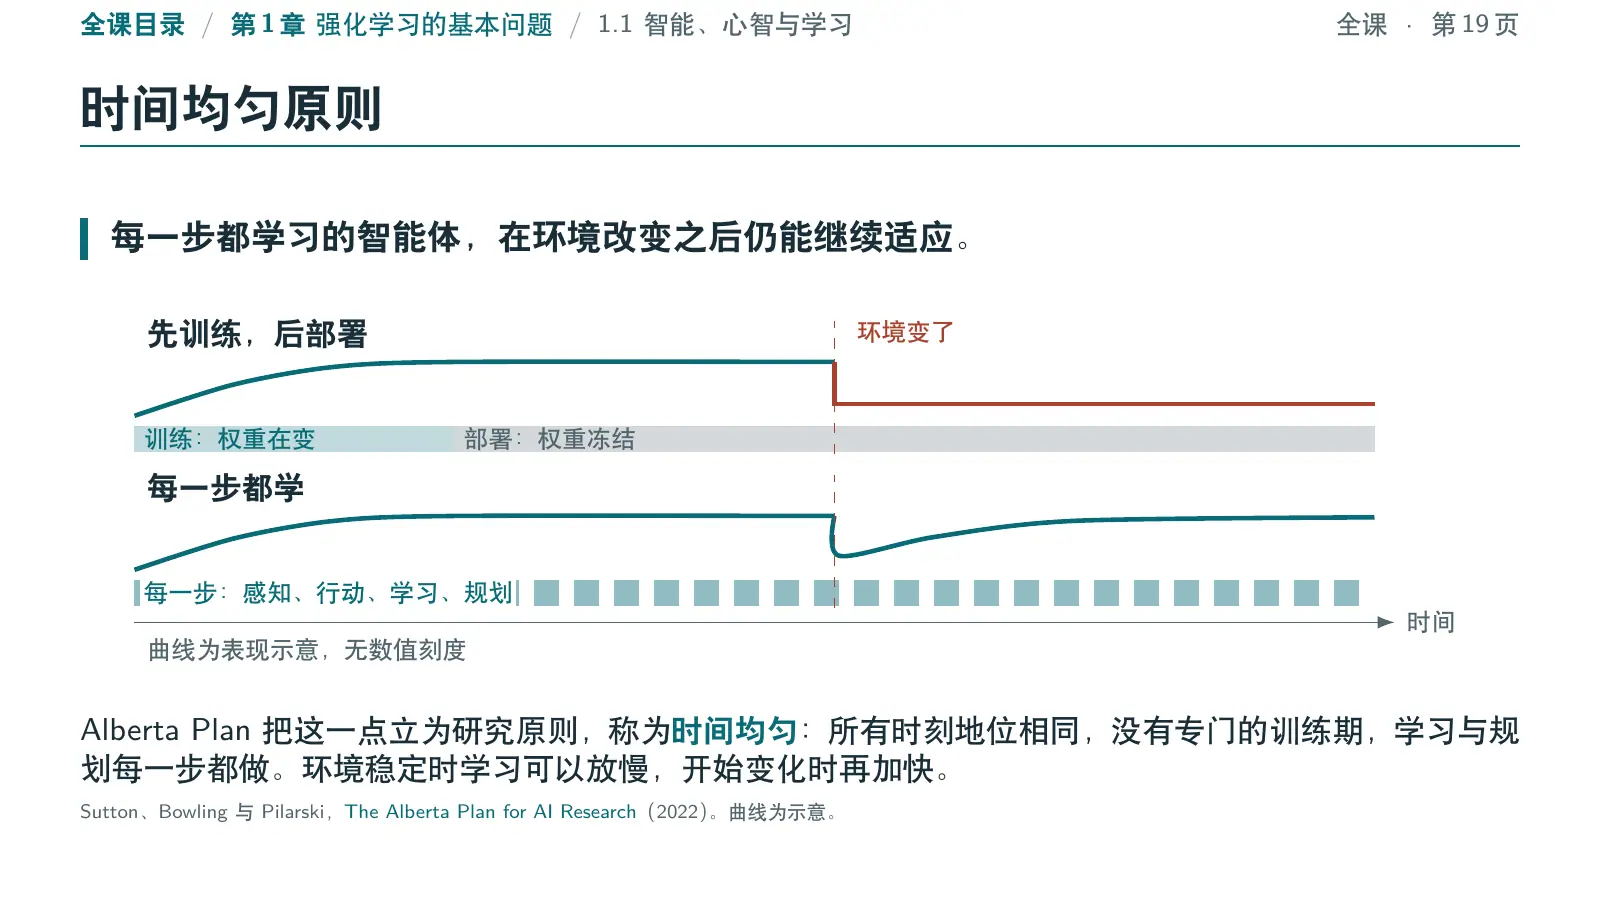 全课目录 / 第1章 强化学习的基本问题 / 1.1 智能、心智与学习
全课 · 第19页
时间均匀原则
每一步都学习的智能体，在环境改变之后仍能继续适应。
先训练，后部署
环境变了
训练：权重在变
部署：权重冻结
每一步都学
每一步：感知、行动、学习、规划
时间
曲线为表现示意，无数值刻度
Alberta Plan 把这一点立为研究原则，称为时间均匀：所有时刻地位相同，没有专门的训练期，学习与规
划每一步都做。环境稳定时学习可以放慢，开始变化时再加快。
Sutton、Bowling 与 Pilarski，The Alberta Plan for AI Research（2022）。曲线为示意。